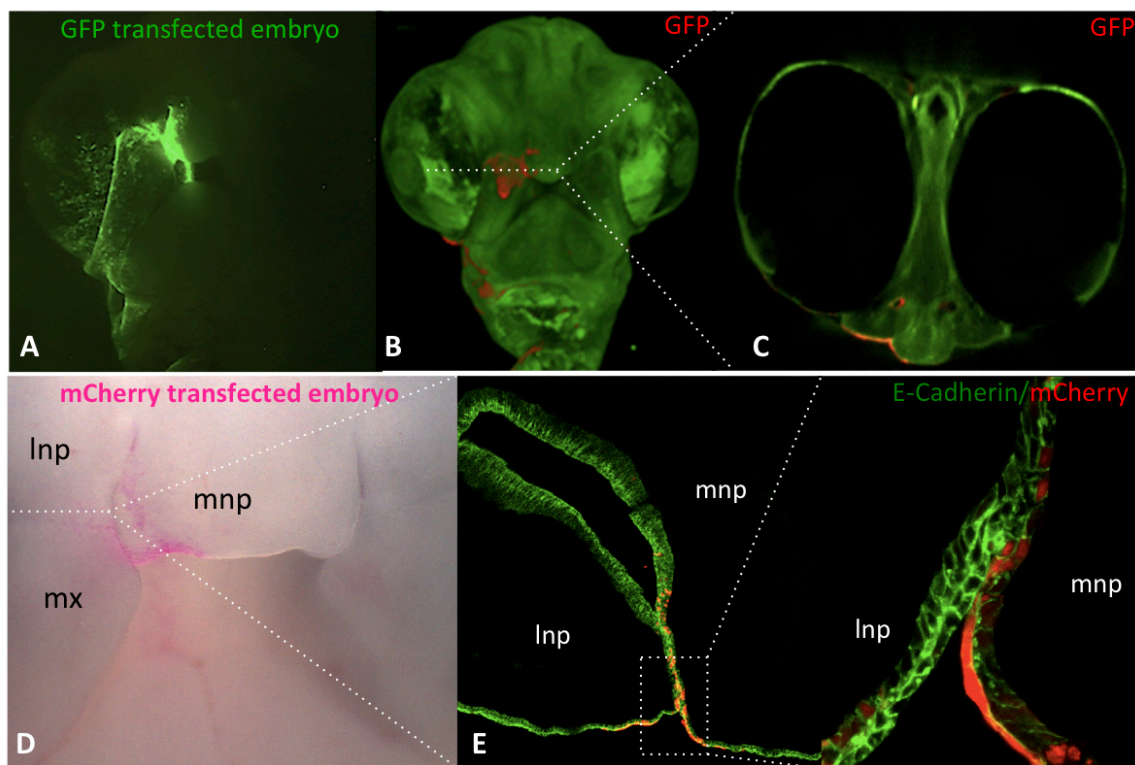 GFP transfected embryo
GFP
GFP
A
B
C
mCherry transfected embryo
E-Cadherin/mCherry
lnp
mnp
mx
mnp
lnp
lnp
mnp
D
E